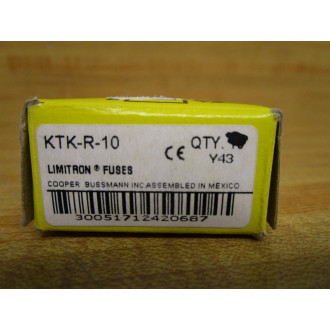 KTK-R-10
CE QTY.
Y43
LIMITRON® FUSES
COOPER BUSSMANN INC. ASSEMBLED IN MEXICO
30051712420667